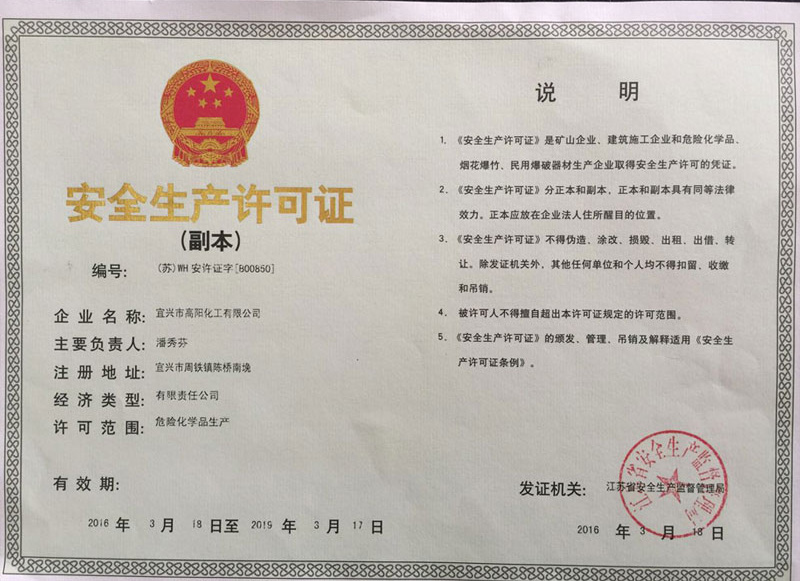 安全生产许可证
(副本)
编号: (苏)WH安许证字[B00850]
企业名称: 宜兴市高阳化工有限公司
主要负责人: 潘秀芬
注册地址: 宜兴市周铁镇陈桥南堍
经济类型: 有限责任公司
许可范围: 危险化学品生产
有效期:
2016 年 3 月 18 日至 2019 年 3 月 17 日
说 明
1. 《安全生产许可证》是矿山企业、建筑施工企业和危险化学品、
烟花爆竹、民用爆破器材生产企业取得安全生产许可的凭证。
2. 《安全生产许可证》分正本和副本，正本和副本具有同等法律
效力。正本应放在企业法人住所醒目的位置。
3. 《安全生产许可证》不得伪造、涂改、损毁、出租、出借、转
让。除发证机关外，其他任何单位和个人均不得扣留、收缴
和吊销。
4. 被许可人不得擅自超出本许可证规定的许可范围。
5. 《安全生产许可证》的颁发、管理、吊销及解释适用《安全生
产许可证条例》。
发证机关: 江苏省安全生产监督管理局
江苏省安全生产监督管理局
2016 年 3 月 18 日